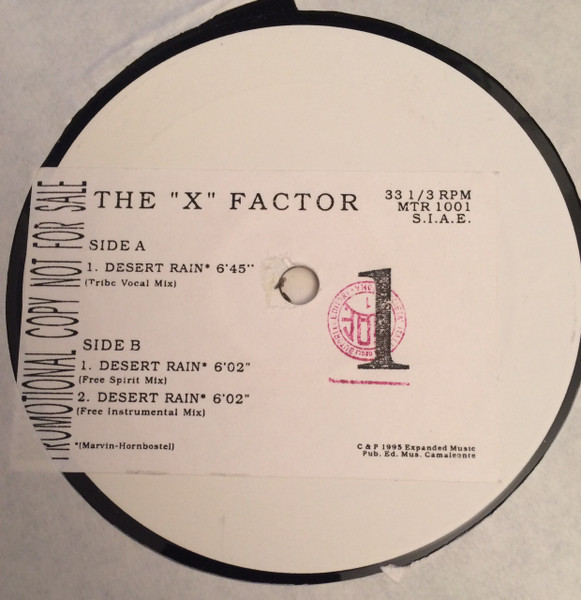 PROMOTIONAL COPY NOT FOR SALE
THE "X" FACTOR
33 1/3 RPM
MTR 1001
S.I.A.E.
SIDE A
1. DESERT RAIN* 6'45''
(Tribe Vocal Mix)
SIDE B
1. DESERT RAIN* 6'02"
(Free Spirit Mix)
2. DESERT RAIN* 6'02"
(Free Instrumental Mix)
*(Marvin-Hornbostel)
1
C & P 1995 Expanded Music
Pub. Ed. Mus. Camaleonte